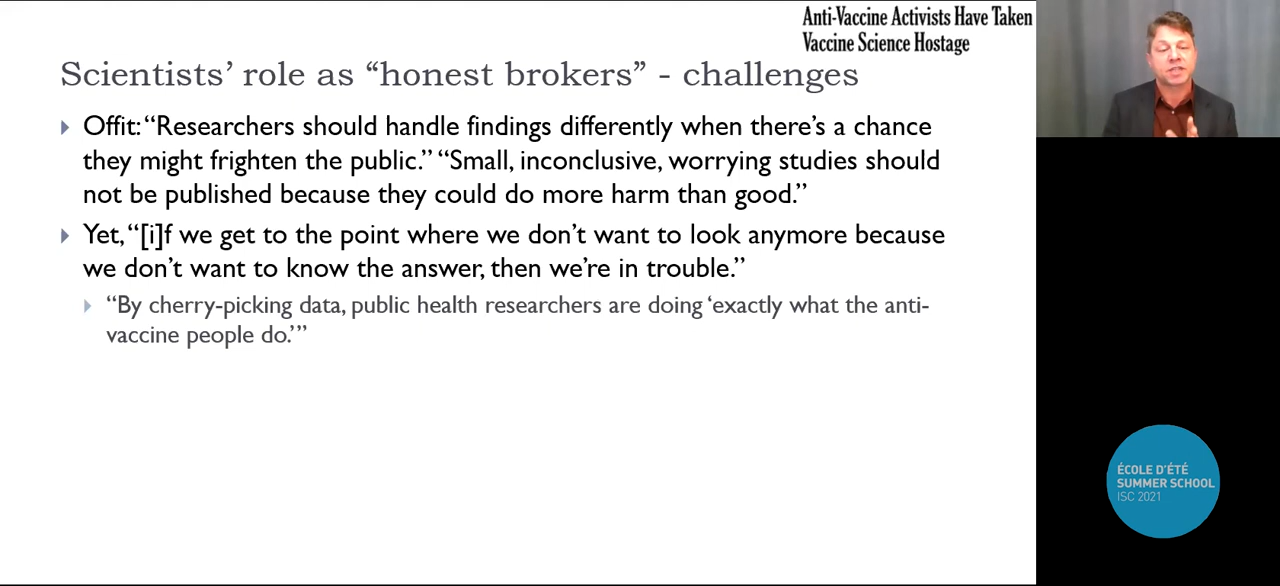 Anti-Vaccine Activists Have Taken
Vaccine Science Hostage
Scientists’ role as “honest brokers” - challenges
Offit: “Researchers should handle findings differently when there’s a chance
they might frighten the public.” “Small, inconclusive, worrying studies should
not be published because they could do more harm than good.”
Yet, “[i]f we get to the point where we don’t want to look anymore because
we don’t want to know the answer, then we’re in trouble.”
“By cherry-picking data, public health researchers are doing ‘exactly what the anti-
vaccine people do.’”
ÉCOLE D’ÉTÉ
SUMMER SCHOOL
ISC 2021